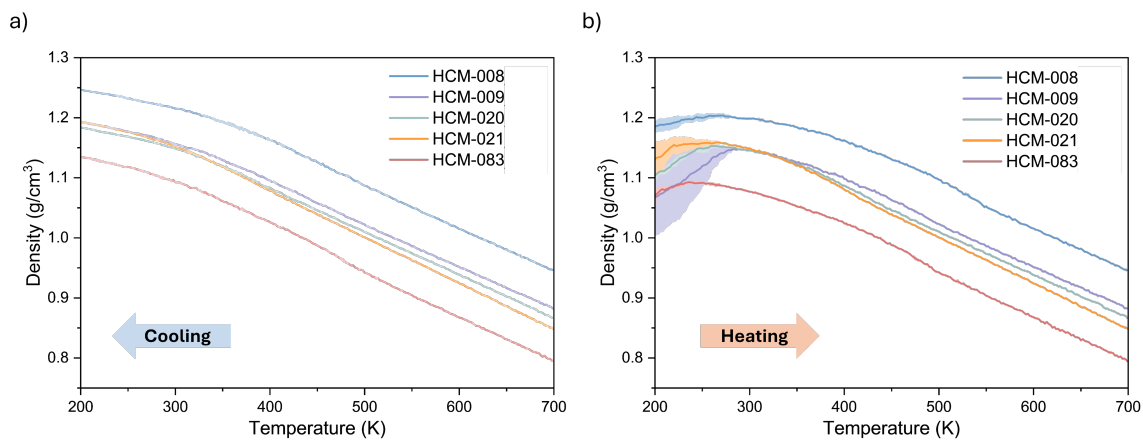 a)
1.3
1.2
1.1
1.0
0.9
0.8
Density (g/cm³)
HCM-008
HCM-009
HCM-020
HCM-021
HCM-083
Cooling
200 300 400 500 600 700
Temperature (K)
b)
1.3
1.2
1.1
1.0
0.9
0.8
Density (g/cm³)
HCM-008
HCM-009
HCM-020
HCM-021
HCM-083
Heating
200 300 400 500 600 700
Temperature (K)